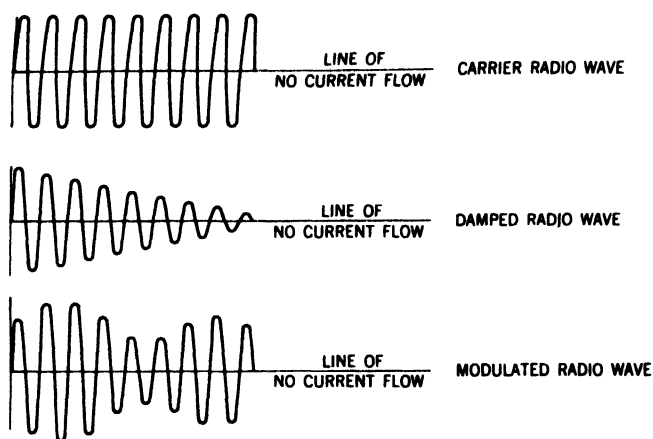 LINE OF
NO CURRENT FLOW
CARRIER RADIO WAVE
LINE OF
NO CURRENT FLOW
DAMPED RADIO WAVE
LINE OF
NO CURRENT FLOW
MODULATED RADIO WAVE